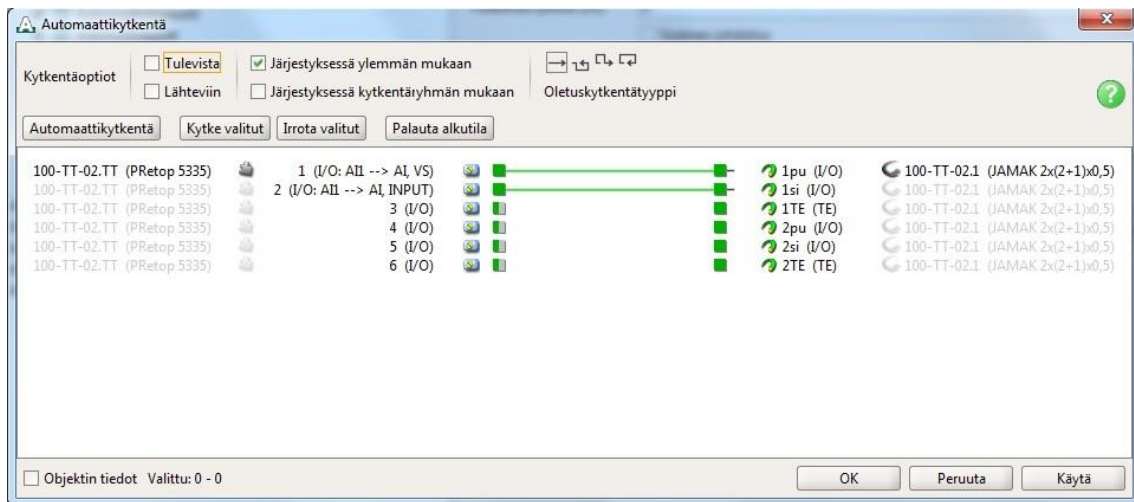 Automaattikytkentä
Kytkentäoptiot
Tulevista
Lähteviin
Järjestyksessä ylemmän mukaan
Järjestyksessä kytkentäryhmän mukaan
Oletuskytkentätyyppi
Automaattikytkentä Kytke valitut Irrota valitut Palauta alkutila
100-TT-02.TT (PRetop 5335) 1 (I/O: AI1 --> AI, VS) 1pu (I/O) 100-TT-02.1 (JAMAK 2x(2+1)x0,5)
100-TT-02.TT (PRetop 5335) 2 (I/O: AI1 --> AI, INPUT) 1si (I/O) 100-TT-02.1 (JAMAK 2x(2+1)x0,5)
100-TT-02.TT (PRetop 5335) 3 (I/O) 1TE (TE) 100-TT-02.1 (JAMAK 2x(2+1)x0,5)
100-TT-02.TT (PRetop 5335) 4 (I/O) 2pu (I/O) 100-TT-02.1 (JAMAK 2x(2+1)x0,5)
100-TT-02.TT (PRetop 5335) 5 (I/O) 2si (I/O) 100-TT-02.1 (JAMAK 2x(2+1)x0,5)
100-TT-02.TT (PRetop 5335) 6 (I/O) 2TE (TE) 100-TT-02.1 (JAMAK 2x(2+1)x0,5)
Objektin tiedot Valittu: 0 - 0 OK Peruuta Käytä